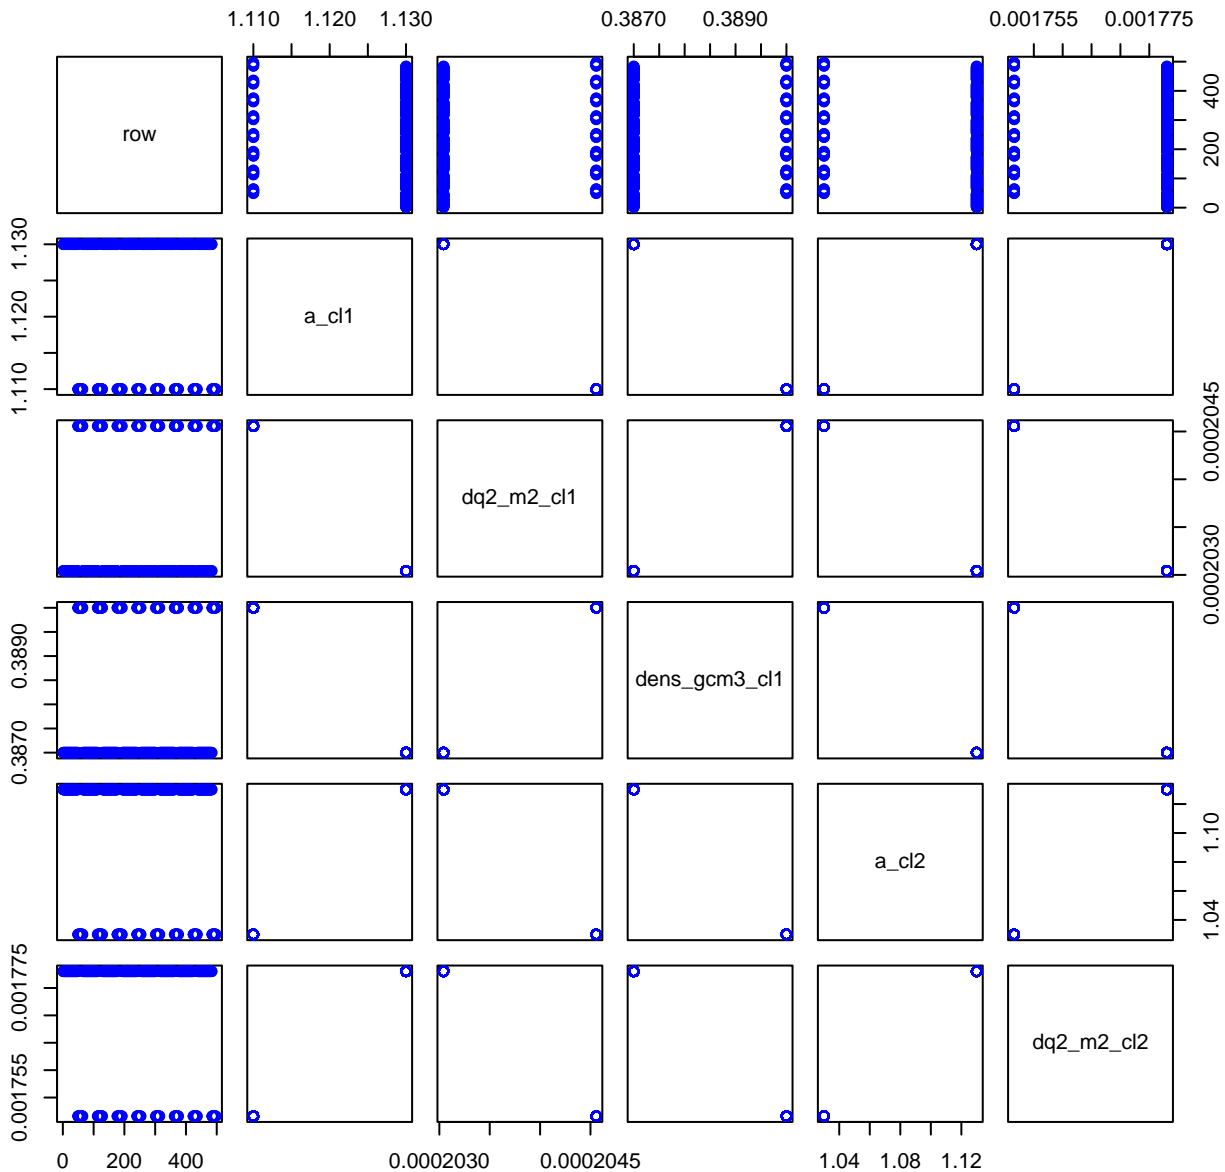 1.110 1.120 1.130 0.3870 0.3890 0.001755 0.001775
row
0 200 400
1.110 1.120 1.130
a_cl1
dq2_m2_cl1
0.0002030 0.0002045
0.3870 0.3890
dens_gcm3_cl1
a_cl2
1.04 1.10
0.001755 0.001775
dq2_m2_cl2
0 200 400 0.0002030 0.0002045 1.04 1.08 1.12